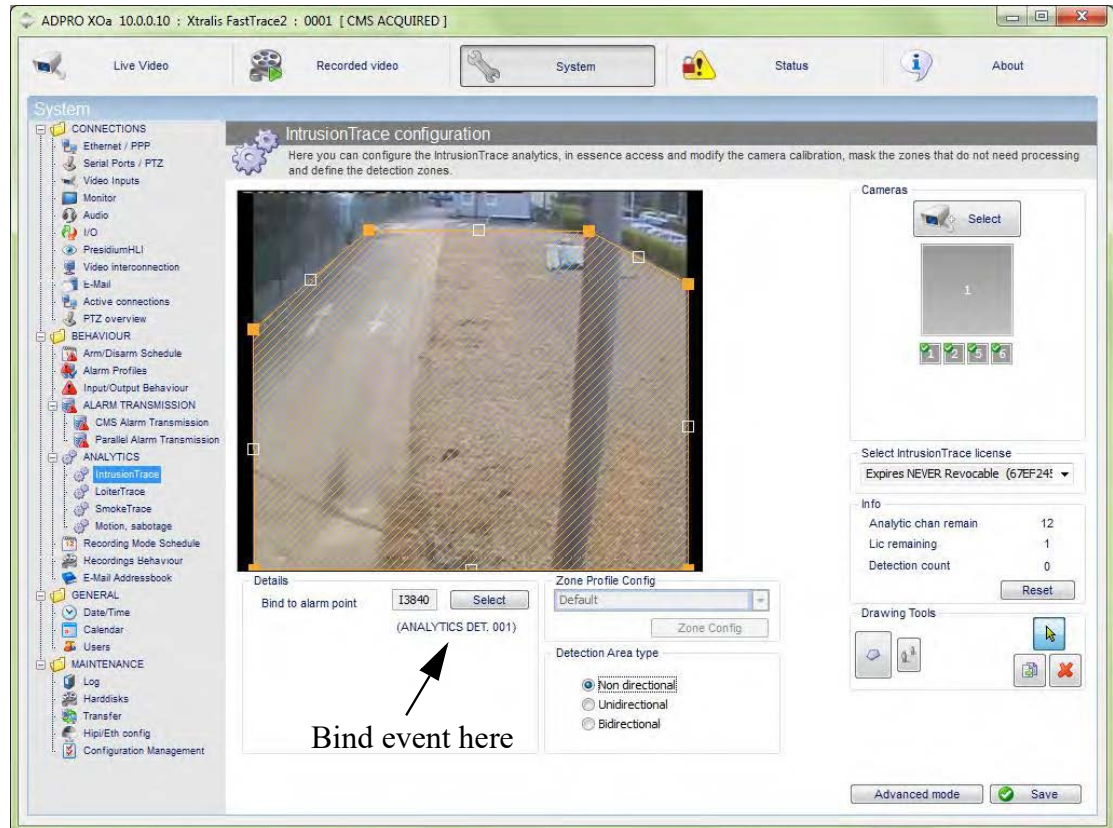 ADPRO XOa 10.0.0.10 : Xtralis FastTrace2 : 0001 [ CMS ACQUIRED ]
Live Video
Recorded video
System
Status
About
System
CONNECTIONS
Ethernet / PPP
Serial Ports / PTZ
Video Inputs
Monitor
Audio
I/O
PresidiumHLI
Video interconnection
E-Mail
Active connections
PTZ overview
BEHAVIOUR
Arm/Disarm Schedule
Alarm Profiles
Input/Output Behaviour
ALARM TRANSMISSION
CMS Alarm Transmission
Parallel Alarm Transmission
ANALYTICS
IntrusionTrace
LoiterTrace
SmokeTrace
Motion, sabotage
Recording Mode Schedule
Recordings Behaviour
E-Mail Addressbook
GENERAL
Date/Time
Calendar
Users
MAINTENANCE
Log
Harddisks
Transfer
Hipi/Eth config
Configuration Management
IntrusionTrace configuration
Here you can configure the IntrusionTrace analytics, in essence access and modify the camera calibration, mask the zones that do not need processing
and define the detection zones.
Details
Bind to alarm point I3840 Select
(ANALYTICS DET. 001)
Bind event here
Zone Profile Config
Default
Zone Config
Detection Area type
Non directional
Unidirectional
Bidirectional
Cameras
Select
1
1 2 5 6
Select IntrusionTrace license
Expires NEVER Revocable (67EF24
Info
Analytic chan remain 12
Lic remaining 1
Detection count 0
Reset
Drawing Tools
Advanced mode
Save